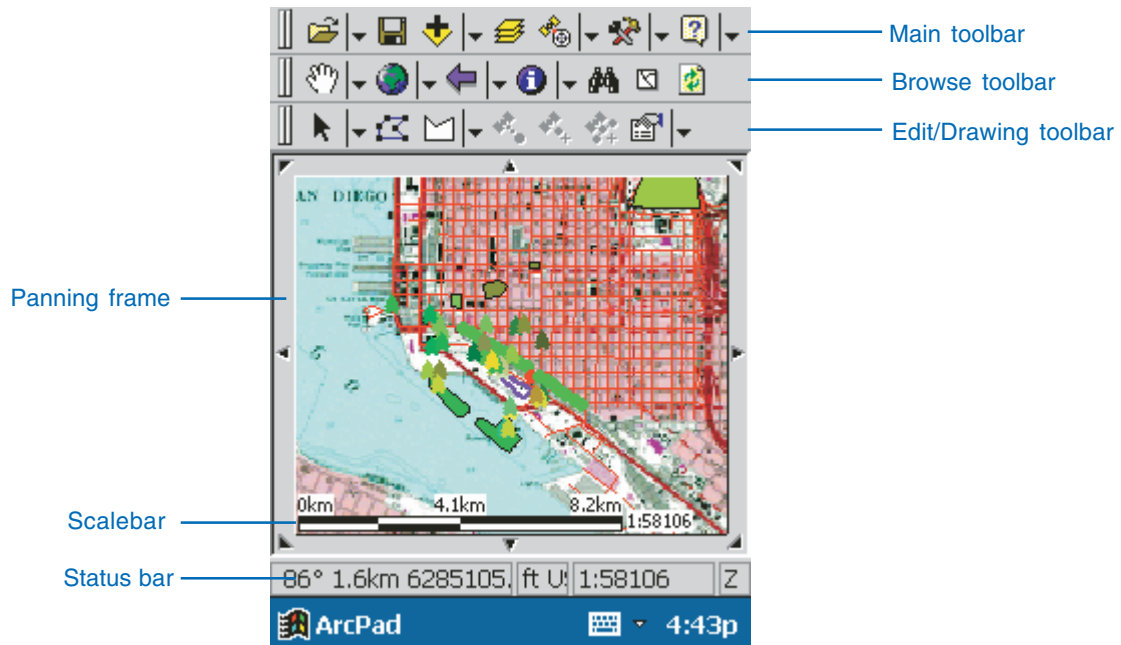 Main toolbar
Browse toolbar
Edit/Drawing toolbar
AN DIEGO
Panning frame
0km 4.1km 8.2km
1:58106
Scalebar
Status bar
86° 1.6km 6285105. ft U 1:58106 Z
ArcPad 4:43p